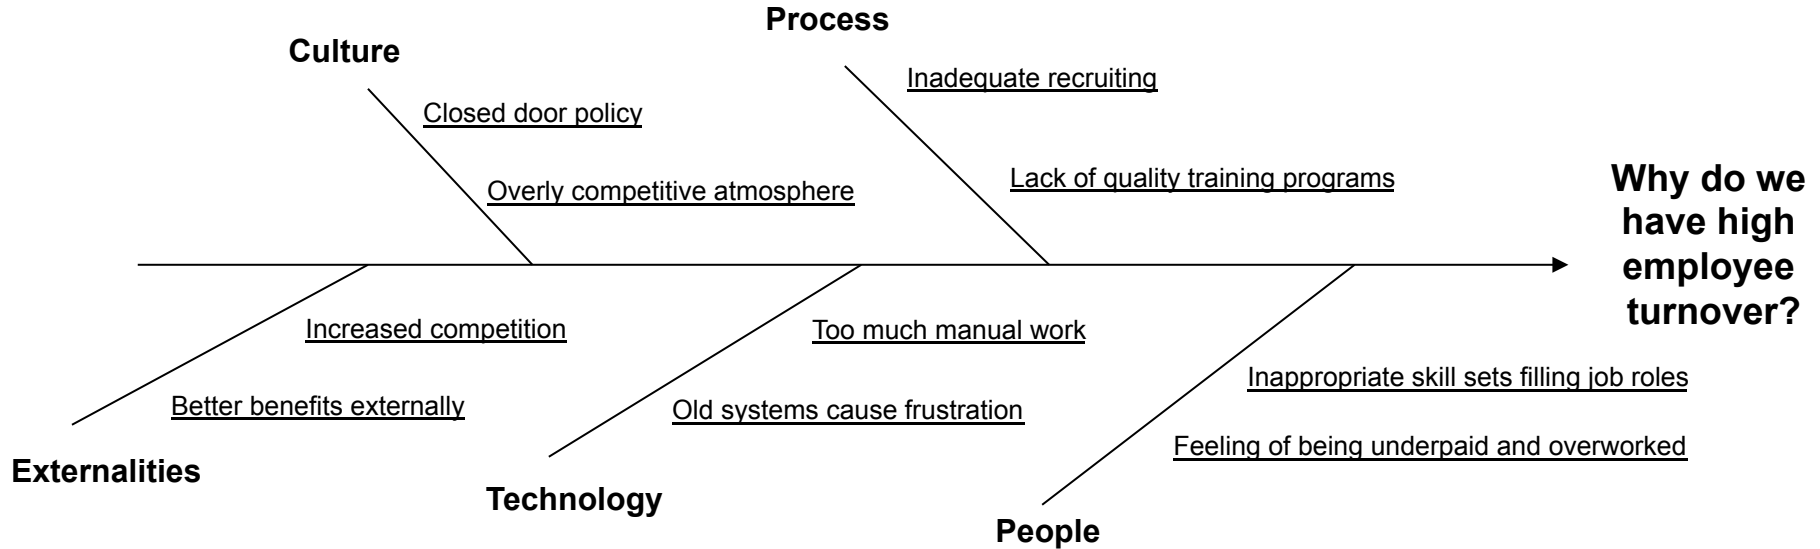 Process
Culture
Inadequate recruiting
Closed door policy
Lack of quality training programs
Overly competitive atmosphere
Why do we
have high
employee
turnover?
Increased competition
Too much manual work
Inappropriate skill sets filling job roles
Better benefits externally
Old systems cause frustration
Feeling of being underpaid and overworked
Externalities
Technology
People